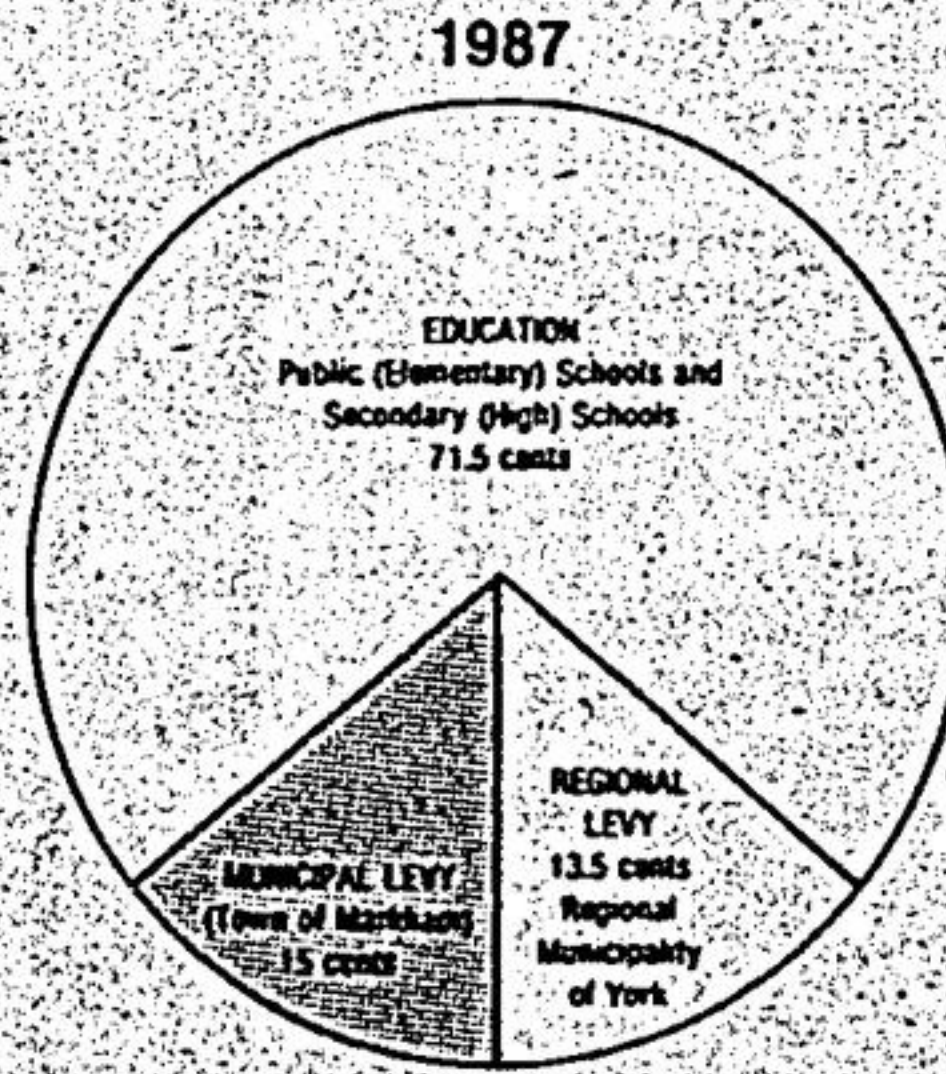 1987
EDUCATION
Public (Elementary) Schools and
Secondary (High) Schools
71.5 cents
REGIONAL
LEVY
13.5 cents
Regional
Municipality
of York
MUNICIPAL LEVY
(Town of Markham)
15 cents